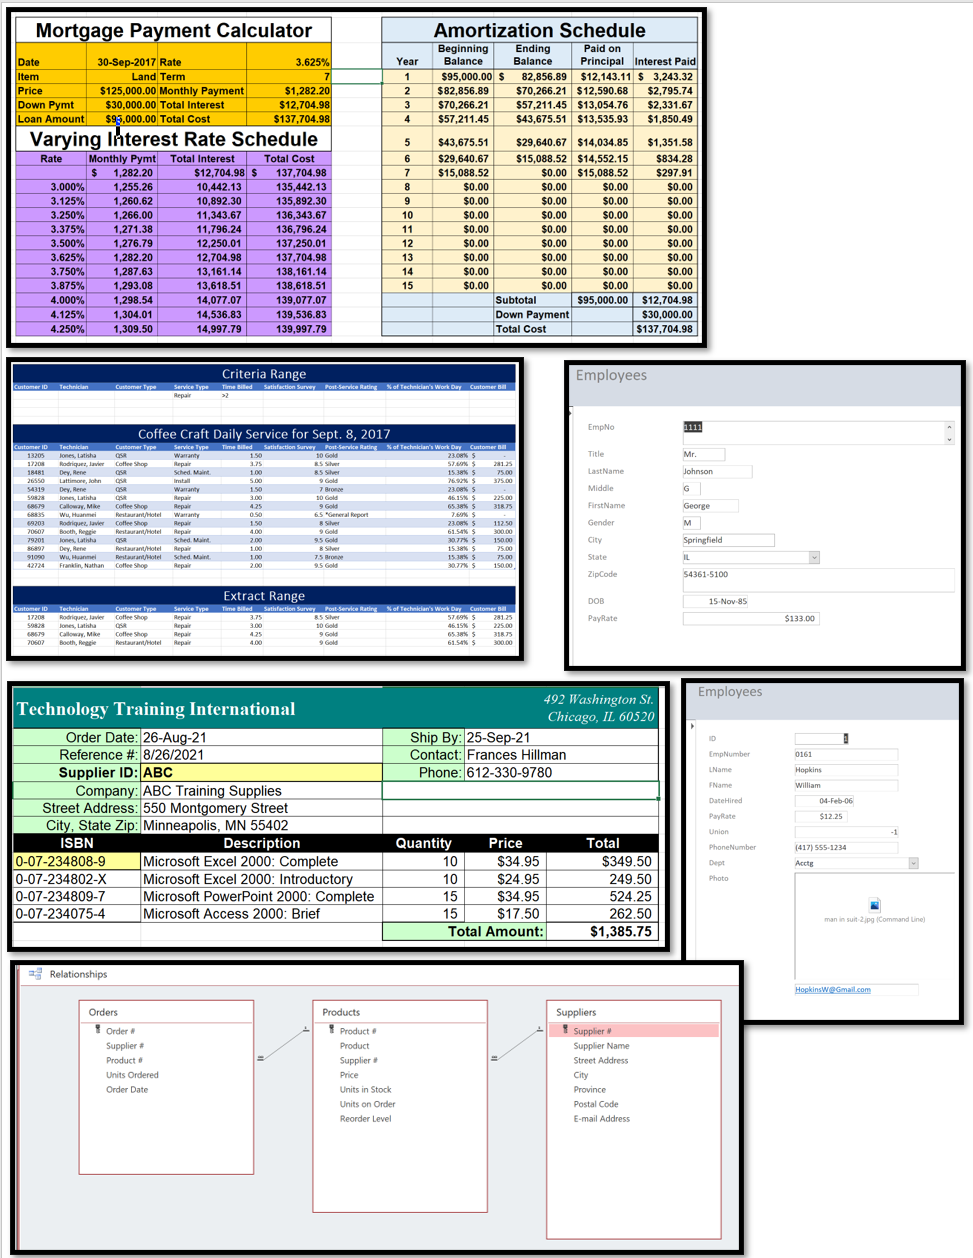 Mortgage Payment Calculator
Date 30-Sep-2017 Rate 3.625%
Item Land Term 7
Price $125,000.00 Monthly Payment $1,282.20
Down Pymt $30,000.00 Total Interest $12,704.98
Loan Amount $95,000.00 Total Cost $137,704.98
Varying Interest Rate Schedule
Rate Monthly Pymt Total Interest Total Cost
$ 1,282.20 $12,704.98 $ 137,704.98
3.000% 1,255.26 10,442.13 135,442.13
3.125% 1,260.62 10,892.30 135,892.30
3.250% 1,266.00 11,343.67 136,343.67
3.375% 1,271.38 11,796.24 136,796.24
3.500% 1,276.79 12,250.01 137,250.01
3.625% 1,282.20 12,704.98 137,704.98
3.750% 1,287.63 13,161.14 138,161.14
3.875% 1,293.08 13,618.51 138,618.51
4.000% 1,298.54 14,077.07 139,077.07
4.125% 1,304.01 14,536.83 139,536.83
4.250% 1,309.50 14,997.79 139,997.79
Amortization Schedule
Year Beginning Balance Ending Balance Paid on Principal Interest Paid
1 $95,000.00 $ 82,856.89 $12,143.11 $ 3,243.32
2 $82,856.89 $70,266.21 $12,590.68 $2,795.74
3 $70,266.21 $57,211.45 $13,054.76 $2,331.67
4 $57,211.45 $43,675.51 $13,535.93 $1,850.49
5 $43,675.51 $29,640.67 $14,034.85 $1,351.58
6 $29,640.67 $15,088.52 $14,552.15 $834.28
7 $15,088.52 $0.00 $15,088.52 $297.91
8 $0.00 $0.00 $0.00 $0.00
9 $0.00 $0.00 $0.00 $0.00
10 $0.00 $0.00 $0.00 $0.00
11 $0.00 $0.00 $0.00 $0.00
12 $0.00 $0.00 $0.00 $0.00
13 $0.00 $0.00 $0.00 $0.00
14 $0.00 $0.00 $0.00 $0.00
15 $0.00 $0.00 $0.00 $0.00
Subtotal $95,000.00 $12,704.98
Down Payment $30,000.00
Total Cost $137,704.98
Criteria Range
Customer ID Technician Customer Type Service Type Time Billed Satisfaction Survey Post-Service Rating % of Technician's Work Day Customer Bill
Repair >2
Coffee Craft Daily Service for Sept. 8, 2017
Customer ID Technician Customer Type Service Type Time Billed Satisfaction Survey Post-Service Rating % of Technician's Work Day Customer Bill
13205 Jones, Latisha QSR Warranty 1.50 10 Gold 23.08% $ -
17208 Rodriquez, Javier Coffee Shop Repair 3.75 8.5 Silver 57.69% $ 281.25
18481 Dey, Rene QSR Sched. Maint. 1.00 8.5 Silver 15.38% $ 75.00
26550 Lattimore, John QSR Install 5.00 9 Gold 76.92% $ 375.00
54319 Dey, Rene QSR Warranty 1.50 7 Bronze 23.08% $ -
59828 Jones, Latisha QSR Repair 3.00 10 Gold 46.15% $ 225.00
68679 Calloway, Mike Coffee Shop Repair 4.25 9 Gold 65.38% $ 318.75
68835 Wu, Huanmei Restaurant/Hotel Warranty 0.50 6.5 *General Report 7.69% $ -
69203 Rodriquez, Javier Coffee Shop Repair 1.50 8 Silver 23.08% $ 112.50
70607 Booth, Reggie Restaurant/Hotel Repair 4.00 9 Gold 61.54% $ 300.00
79201 Jones, Latisha QSR Sched. Maint. 2.00 9.5 Gold 30.77% $ 150.00
86897 Dey, Rene Restaurant/Hotel Repair 1.00 8 Silver 15.38% $ 75.00
91090 Wu, Huanmei Restaurant/Hotel Sched. Maint. 1.00 7.5 Bronze 15.38% $ 75.00
42724 Franklin, Nathan Coffee Shop Repair 2.00 9.5 Gold 30.77% $ 150.00
Extract Range
Customer ID Technician Customer Type Service Type Time Billed Satisfaction Survey Post-Service Rating % of Technician's Work Day Customer Bill
17208 Rodriquez, Javier Coffee Shop Repair 3.75 8.5 Silver 57.69% $ 281.25
59828 Jones, Latisha QSR Repair 3.00 10 Gold 46.15% $ 225.00
68679 Calloway, Mike Coffee Shop Repair 4.25 9 Gold 65.38% $ 318.75
70607 Booth, Reggie Restaurant/Hotel Repair 4.00 9 Gold 61.54% $ 300.00
Employees
EmpNo 1111
Title Mr.
LastName Johnson
Middle G
FirstName George
Gender M
City Springfield
State IL
ZipCode 54361-5100
DOB 15-Nov-85
PayRate $133.00
Technology Training International
492 Washington St.
Chicago, IL 60520
Order Date: 26-Aug-21 Ship By: 25-Sep-21
Reference #: 8/26/2021 Contact: Frances Hillman
Supplier ID: ABC Phone: 612-330-9780
Company: ABC Training Supplies
Street Address: 550 Montgomery Street
City, State Zip: Minneapolis, MN 55402
ISBN Description Quantity Price Total
0-07-234808-9 Microsoft Excel 2000: Complete 10 $34.95 $349.50
0-07-234802-X Microsoft Excel 2000: Introductory 10 $24.95 249.50
0-07-234809-7 Microsoft PowerPoint 2000: Complete 15 $34.95 524.25
0-07-234075-4 Microsoft Access 2000: Brief 15 $17.50 262.50
Total Amount: $1,385.75
Employees
ID 1
EmpNumber 0161
LName Hopkins
FName William
DateHired 04-Feb-06
PayRate $12.25
Union -1
PhoneNumber (417) 555-1234
Dept Acctg
Photo
man in suit-2.jpg (Command Line)
HopkinsW@Gmail.com
Relationships
Orders
Order #
Supplier #
Product #
Units Ordered
Order Date
Products
Product #
Product
Supplier #
Price
Units in Stock
Units on Order
Reorder Level
Suppliers
Supplier #
Supplier Name
Street Address
City
Province
Postal Code
E-mail Address